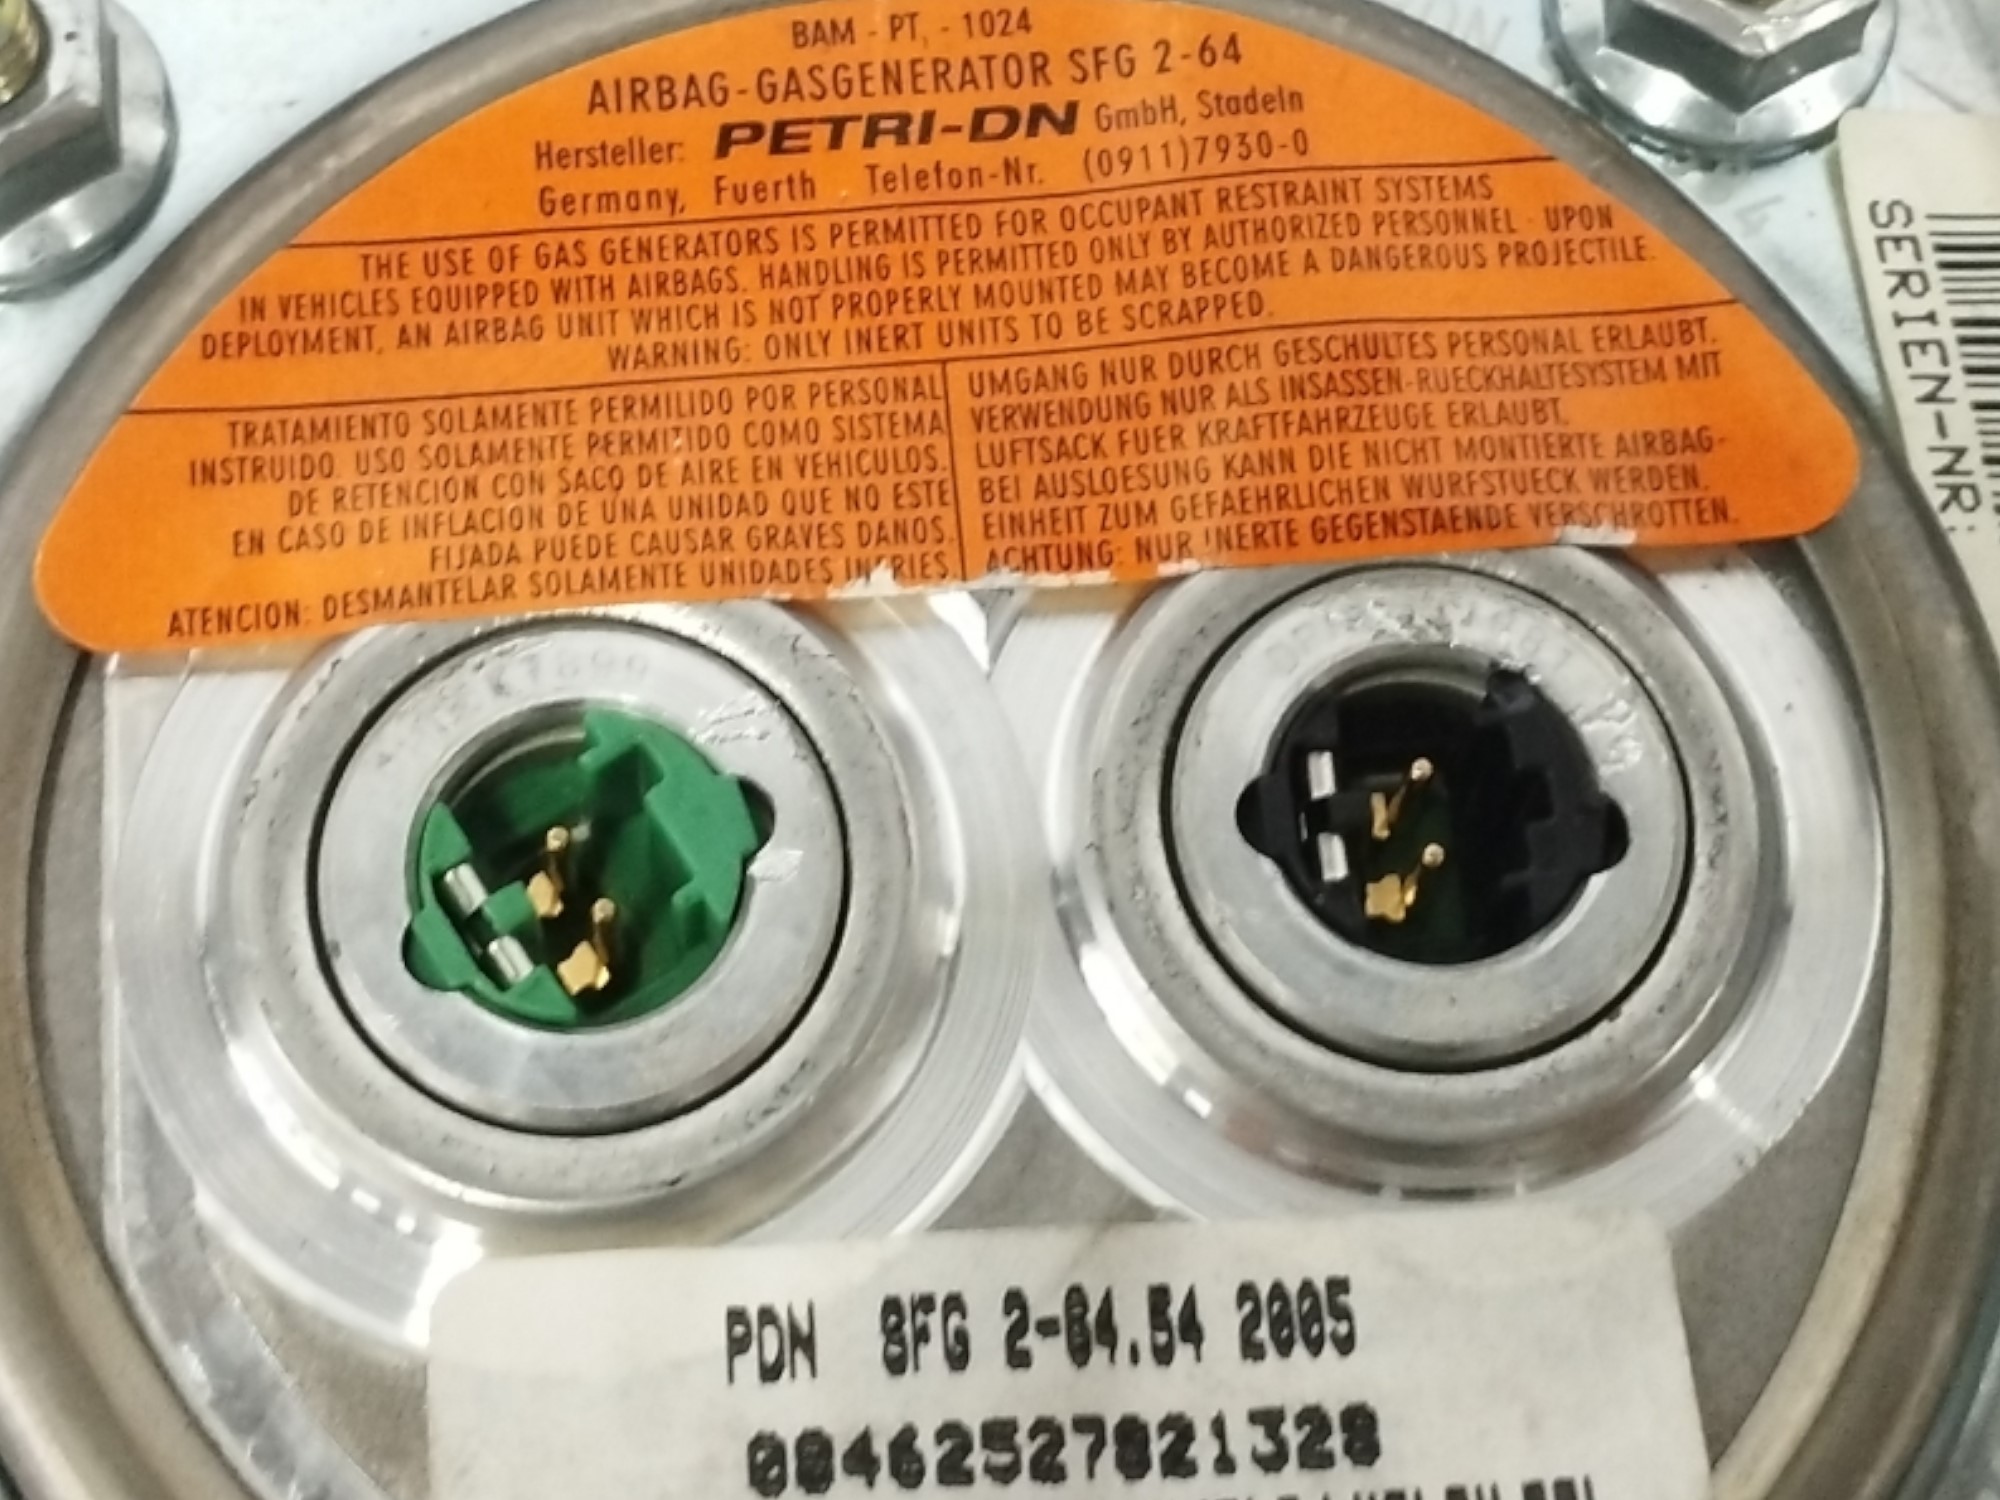 BAM - PT, - 1024
AIRBAG-GASGENERATOR SFG 2-64
Hersteller: PETRI-DN GmbH, Stadeln
Germany, Fuerth Telefon-Nr. (0911)7930-0
THE USE OF GAS GENERATORS IS PERMITTED FOR OCCUPANT RESTRAINT SYSTEMS
IN VEHICLES EQUIPPED WITH AIRBAGS. HANDLING IS PERMITTED ONLY BY AUTHORIZED PERSONNEL · UPON
DEPLOYMENT, AN AIRBAG UNIT WHICH IS NOT PROPERLY MOUNTED MAY BECOME A DANGEROUS PROJECTILE.
WARNING: ONLY INERT UNITS TO BE SCRAPPED.
TRATAMIENTO SOLAMENTE PERMILIDO POR PERSONAL
INSTRUIDO. USO SOLAMENTE PERMITIDO COMO SISTEMA
DE RETENCION CON SACO DE AIRE EN VEHICULOS.
EN CASO DE INFLACION DE UNA UNIDAD QUE NO ESTE
FIJADA PUEDE CAUSAR GRAVES DANOS.
ATENCION: DESMANTELAR SOLAMENTE UNIDADES
UMGANG NUR DURCH GESCHULTES PERSONAL ERLAUBT.
VERWENDUNG NUR ALS INSASSEN-RUECKHALTESYSTEM MIT
LUFTSACK FUER KRAFTFAHRZEUGE ERLAUBT.
BEI AUSLOESUNG KANN DIE NICHT MONTIERTE AIRBAG-
EINHEIT ZUM GEFAEHRLICHEN WURFSTUECK WERDEN.
ACHTUNG: NUR INERTE GEGENSTAENDE VERSCHROTTEN.
SERIEN-NR:
PDN SFG 2-64.54 2005
00462527821328